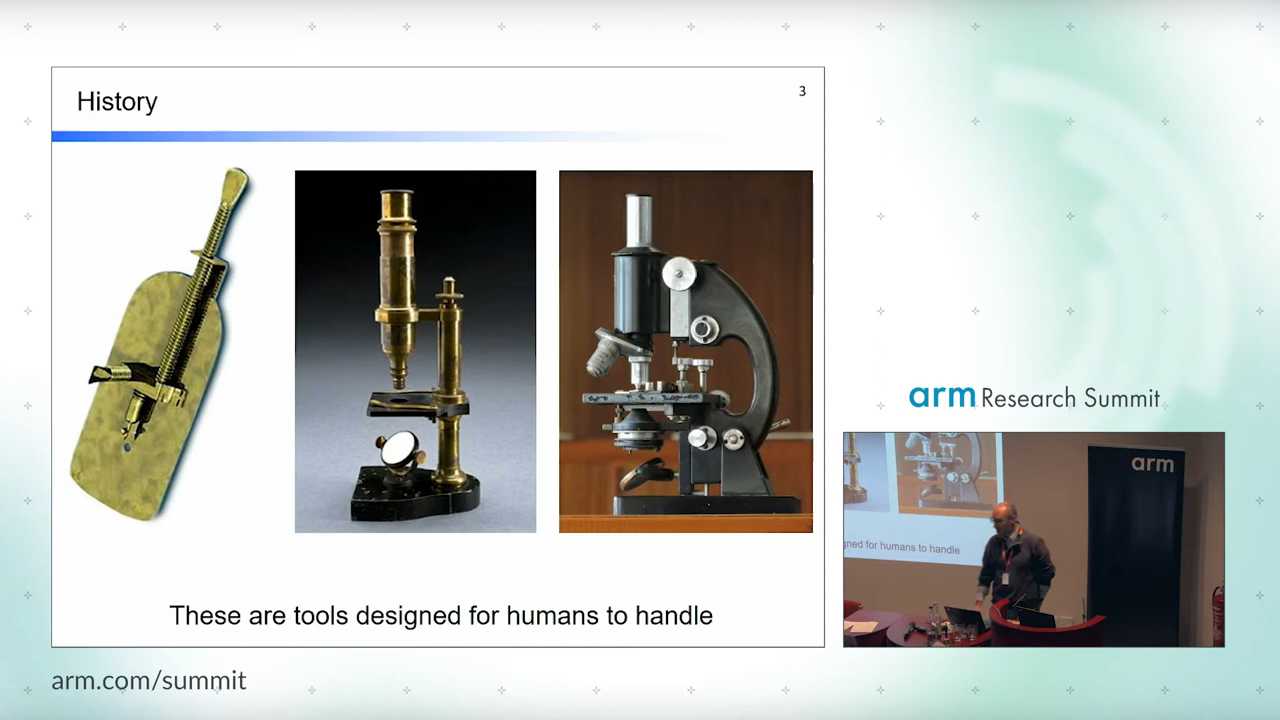 History
3
These are tools designed for humans to handle
arm Research Summit
arm
gned for humans to handle
arm.com/summit